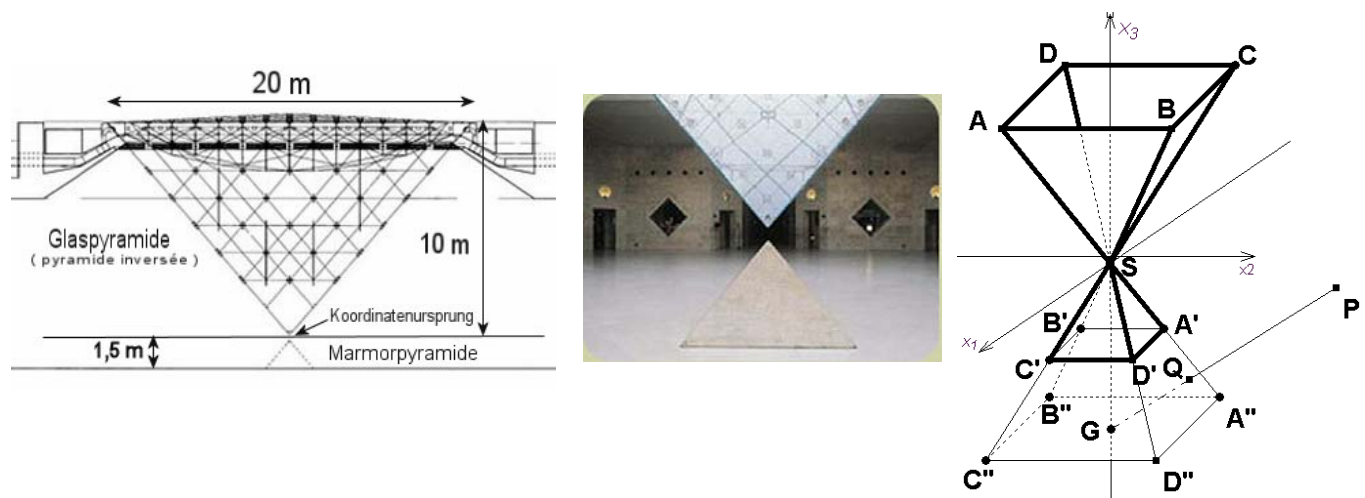 20 m
Glaspyramide
( pyramide inversée )
10 m
Koordinatenursprung
1,5 m
Marmorpyramide
X3
D
C
A
B
S
x2
P
B'
A'
x1
C'
D'
Q
B"
A"
G
C"
D"